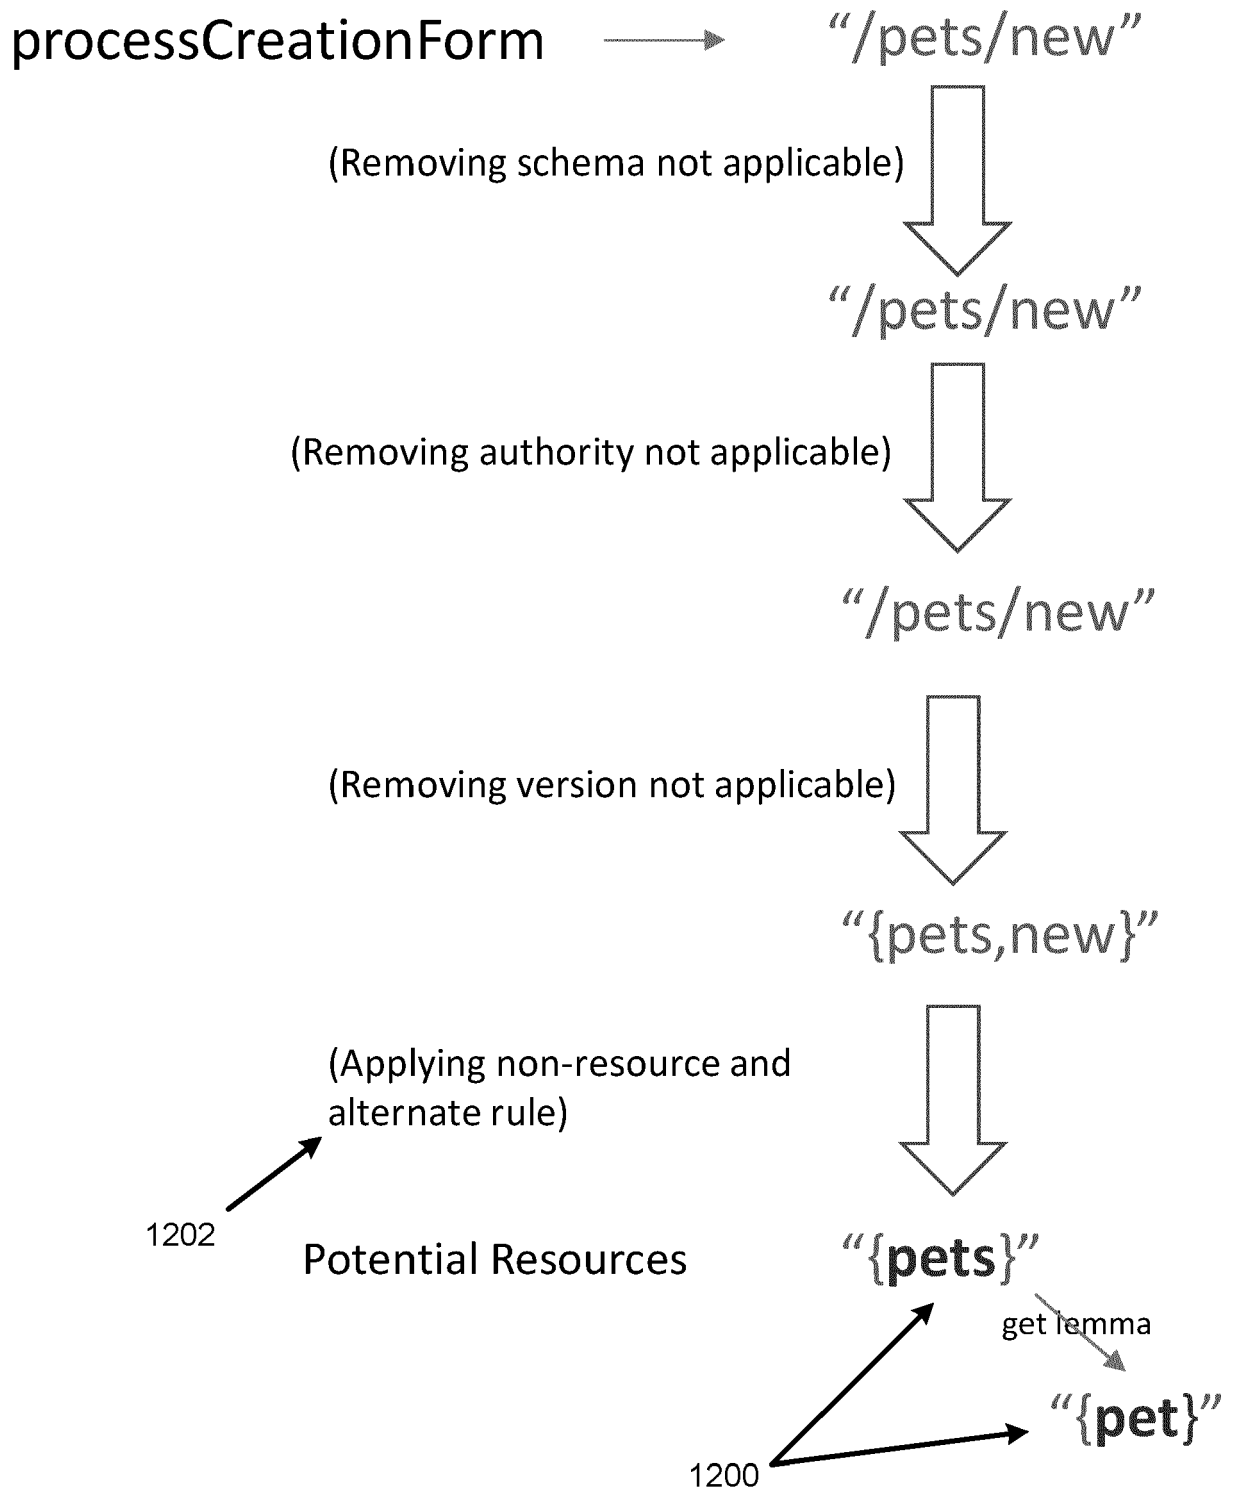 processCreationForm “/pets/new”
(Removing schema not applicable)
“/pets/new”
(Removing authority not applicable)
“/pets/new”
(Removing version not applicable)
“{pets,new}”
(Applying non-resource and
alternate rule)
1202
Potential Resources “{pets}”
get lemma
“{pet}”
1200